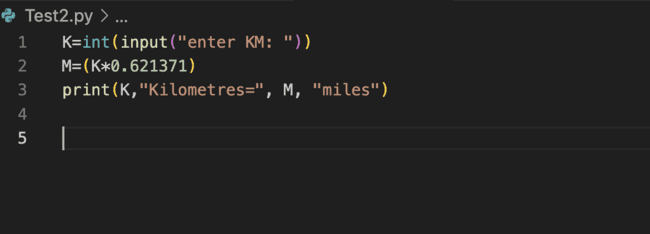 Test2.py > ...
1 K=int(input("enter KM: "))
2 M=(K*0.621371)
3 print(K,"Kilometres=", M, "miles")
4
5